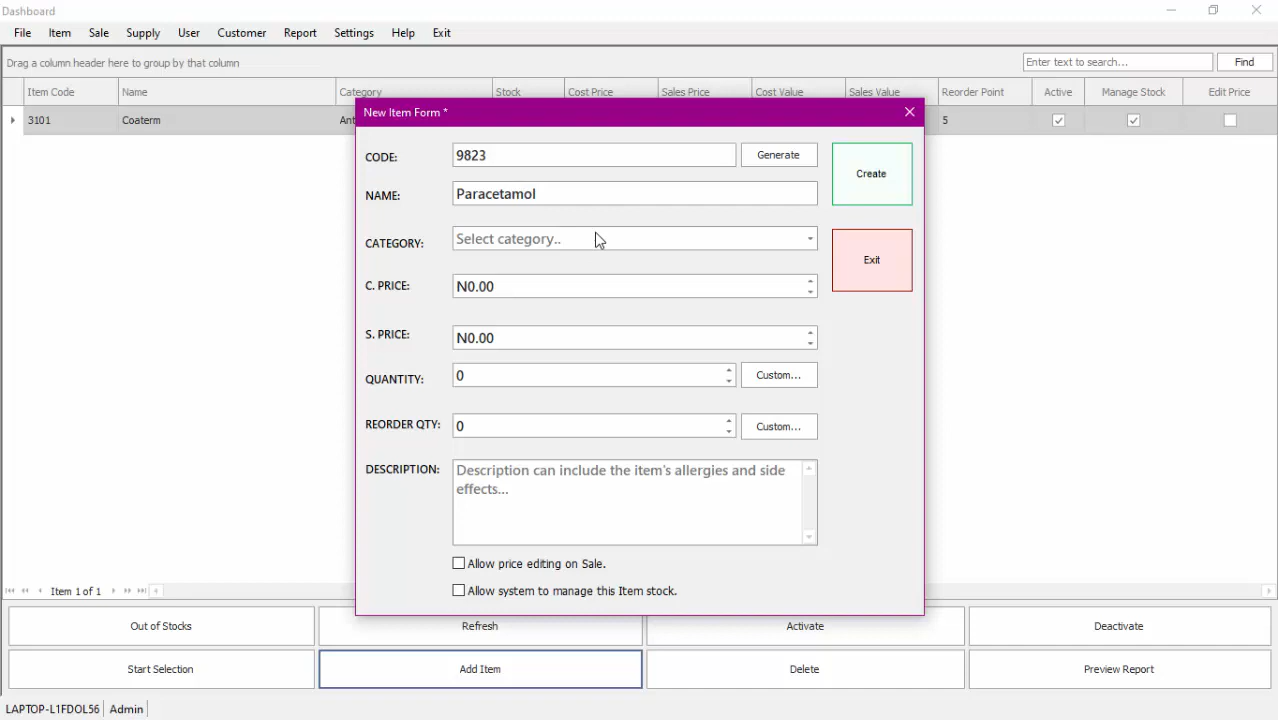 Dashboard
File Item Sale Supply User Customer Report Settings Help Exit
Drag a column header here to group by that column
Enter text to search... Find
Item Code Name Category Stock Cost Price Sales Price Cost Value Sales Value Reorder Point Active Manage Stock Edit Price
3101 Coaterm Ant 5
New Item Form *
CODE: 9823 Generate
Create
NAME: Paracetamol
CATEGORY: Select category..
Exit
C. PRICE: N0.00
S. PRICE: N0.00
QUANTITY: 0 Custom...
REORDER QTY: 0 Custom...
DESCRIPTION: Description can include the item's allergies and side
effects...
Allow price editing on Sale.
Allow system to manage this Item stock.
Item 1 of 1
Out of Stocks Refresh Activate Deactivate
Start Selection Add Item Delete Preview Report
LAPTOP-L1FDOL56 Admin